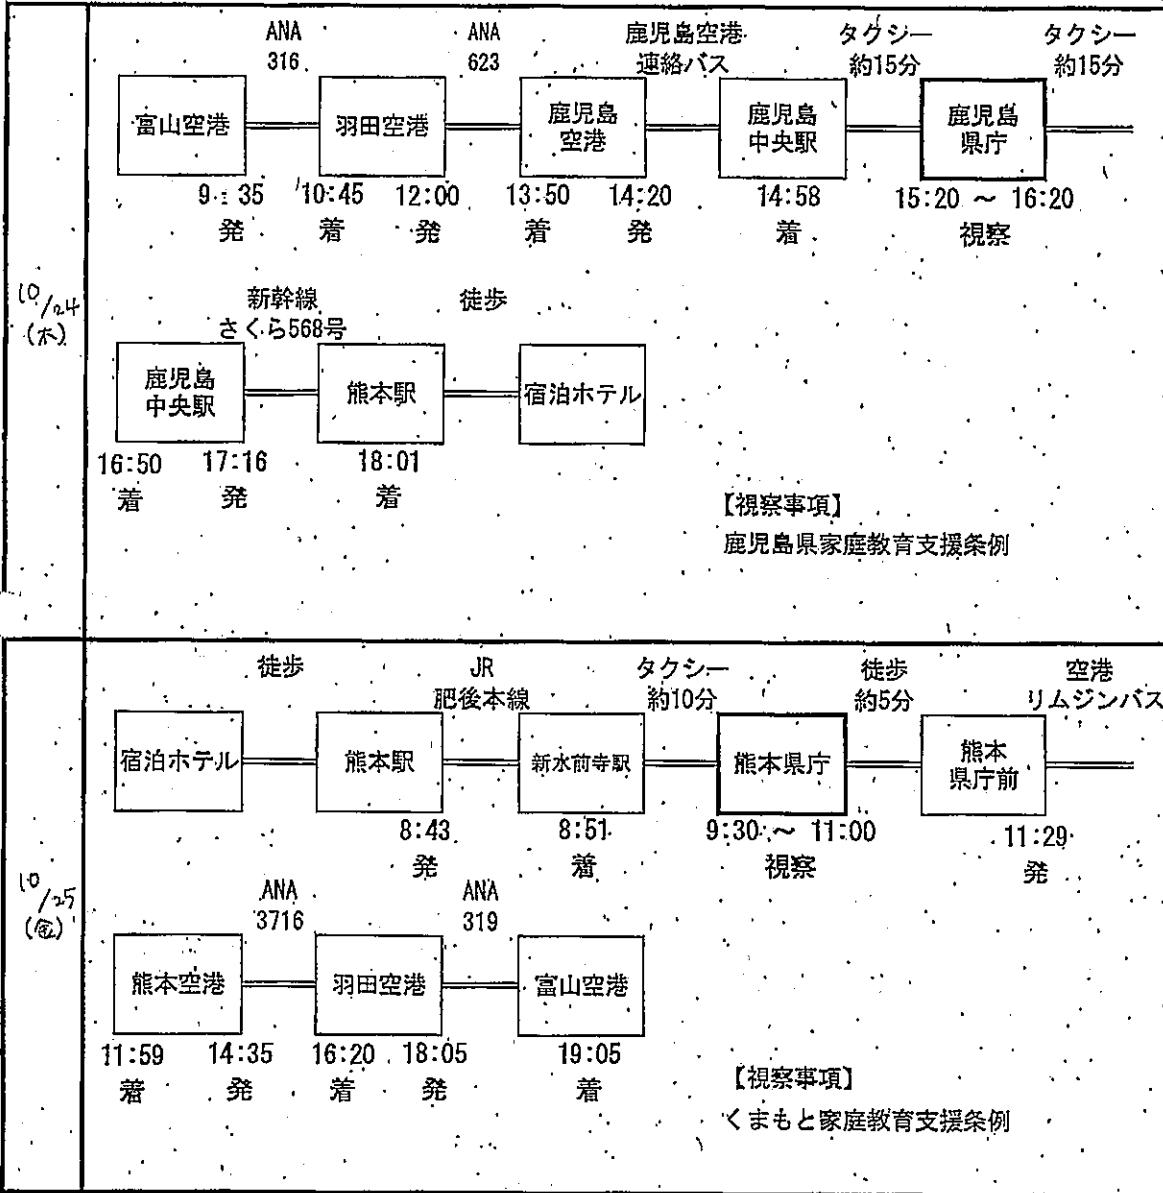 ANA
316
ANA
623
鹿児島空港
連絡バス
タクシー
約15分
タクシー
約15分
富山空港
羽田空港
鹿児島
空港
鹿児島
中央駅
鹿児島
県庁
9:35
発
10:45
着
12:00
発
13:50
着
14:20
発
14:58
着
15:20 ～ 16:20
視察
10/24
(木)
新幹線
さくら568号
徒歩
鹿児島
中央駅
熊本駅
宿泊ホテル
16:50
着
17:16
発
18:01
着
【視察事項】
鹿児島県家庭教育支援条例
徒歩
JR
肥後本線
タクシー
約10分
徒歩
約5分
空港
リムジンバス
宿泊ホテル
熊本駅
新水前寺駅
熊本県庁
熊本
県庁前
8:43
発
8:51
着
9:30 ～ 11:00
視察
11:29
発
10/25
(金)
ANA
3716
ANA
319
熊本空港
羽田空港
富山空港
11:59
着
14:35
発
16:20
着
18:05
発
19:05
着
【視察事項】
くまもと家庭教育支援条例